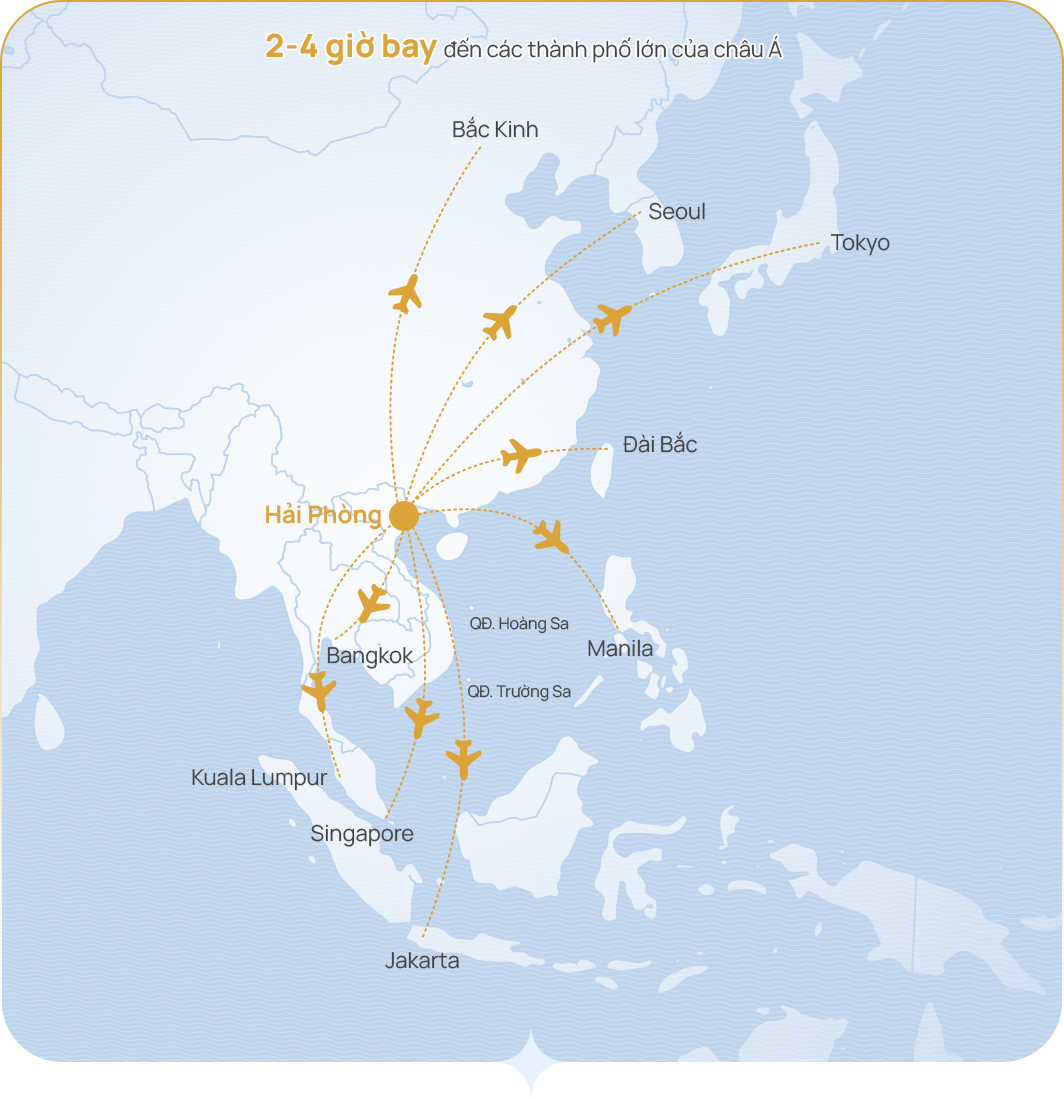 2-4 giờ bay đến các thành phố lớn của châu Á
Bắc Kinh
Seoul
Tokyo
Đài Bắc
Hải Phòng
QĐ. Hoàng Sa
Manila
Bangkok
QĐ. Trường Sa
Kuala Lumpur
Singapore
Jakarta